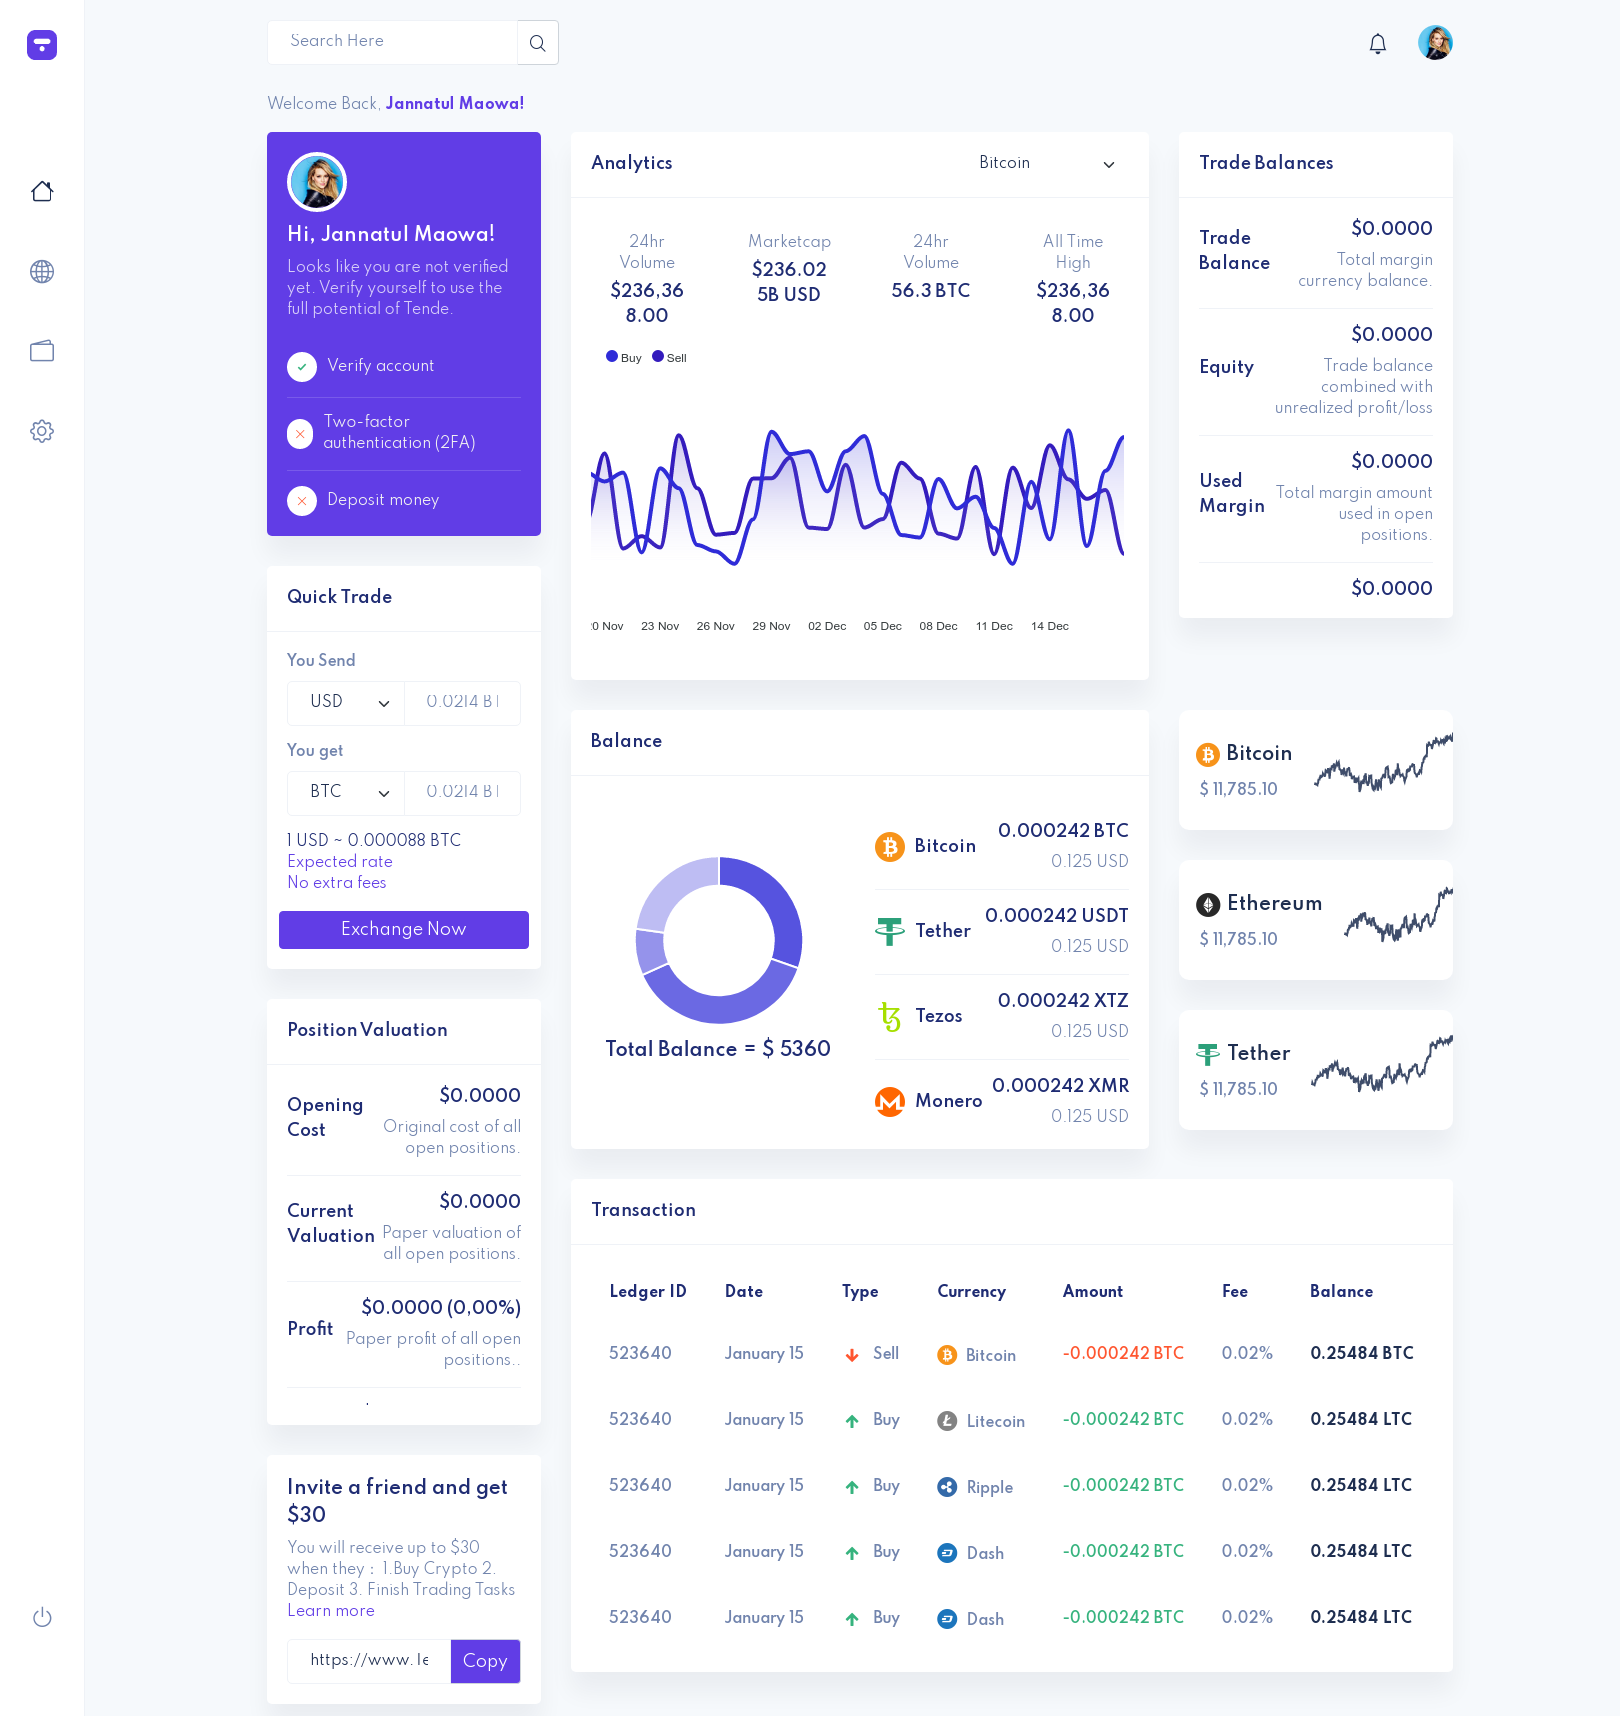 Search Here
Welcome Back, Jannatul Maowa!
Hi, Jannatul Maowa!
Looks like you are not verified
yet. Verify yourself to use the
full potential of Tende.
Verify account
Two-factor
authentication (2FA)
Deposit money
Quick Trade
You Send
USD
0.0214 BT
You get
BTC
0.0214 BT
1 USD ~ 0.000088 BTC
Expected rate
No extra fees
Exchange Now
Position Valuation
Opening
Cost
$0.0000
Original cost of all
open positions.
Current
Valuation
$0.0000
Paper valuation of
all open positions.
Profit
$0.0000 (0,00%)
Paper profit of all open
positions..
.
Invite a friend and get
$30
You will receive up to $30
when they : 1.Buy Crypto 2.
Deposit 3. Finish Trading Tasks
Learn more
https://www.le
Copy
Analytics
Bitcoin
24hr
Volume
$236,36
8.00
Marketcap
$236.02
5B USD
24hr
Volume
56.3 BTC
All Time
High
$236,36
8.00
Buy Sell
20 Nov 23 Nov 26 Nov 29 Nov 02 Dec 05 Dec 08 Dec 11 Dec 14 Dec
Trade Balances
Trade
Balance
$0.0000
Total margin
currency balance.
Equity
$0.0000
Trade balance
combined with
unrealized profit/loss
Used
Margin
$0.0000
Total margin amount
used in open
positions.
$0.0000
Balance
Total Balance = $ 5360
Bitcoin
0.000242 BTC
0.125 USD
Tether
0.000242 USDT
0.125 USD
Tezos
0.000242 XTZ
0.125 USD
Monero
0.000242 XMR
0.125 USD
Bitcoin
$ 11,785.10
Ethereum
$ 11,785.10
Tether
$ 11,785.10
Transaction
Ledger ID Date Type Currency Amount Fee Balance
523640 January 15 Sell Bitcoin -0.000242 BTC 0.02% 0.25484 BTC
523640 January 15 Buy Litecoin -0.000242 BTC 0.02% 0.25484 LTC
523640 January 15 Buy Ripple -0.000242 BTC 0.02% 0.25484 LTC
523640 January 15 Buy Dash -0.000242 BTC 0.02% 0.25484 LTC
523640 January 15 Buy Dash -0.000242 BTC 0.02% 0.25484 LTC